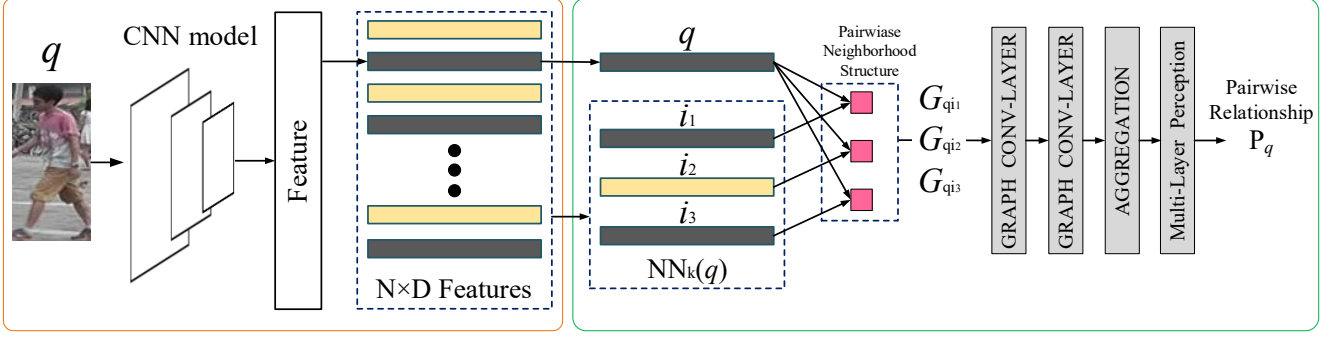 q
CNN model
Feature
N×D Features
q
i1
i2
i3
NNk(q)
Pairwiase
Neighborhood
Structure
Gqi1
Gqi2
Gqi3
GRAPH CONV-LAYER
GRAPH CONV-LAYER
AGGREGATION
Multi-Layer Perception
Pairwise
Relationship
Pq